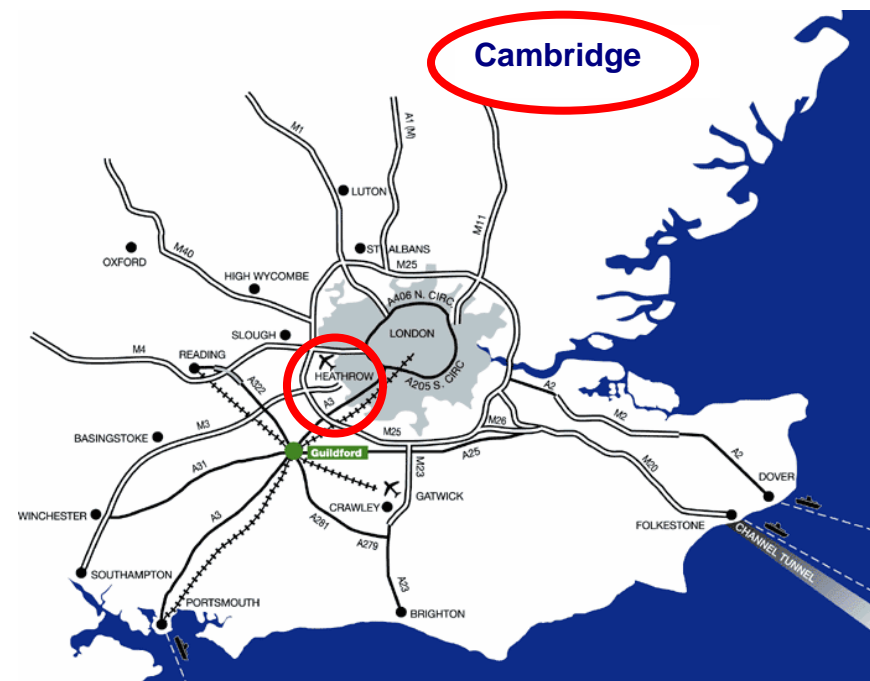 Cambridge
M1
A1 (M)
LUTON
M11
ST ALBANS
M40
OXFORD
M25
HIGH WYCOMBE
A406 N. CIRC.
SLOUGH
LONDON
M4
READING
HEATHROW
A205 S. CIRC
A322
A3
A2
M2
M3
M25
M26
BASINGSTOKE
Guildford
A25
A2
A31
M23
M20
DOVER
GATWICK
CRAWLEY
WINCHESTER
A3
A281
FOLKESTONE
A279
CHANNEL TUNNEL
SOUTHAMPTON
A23
PORTSMOUTH
BRIGHTON